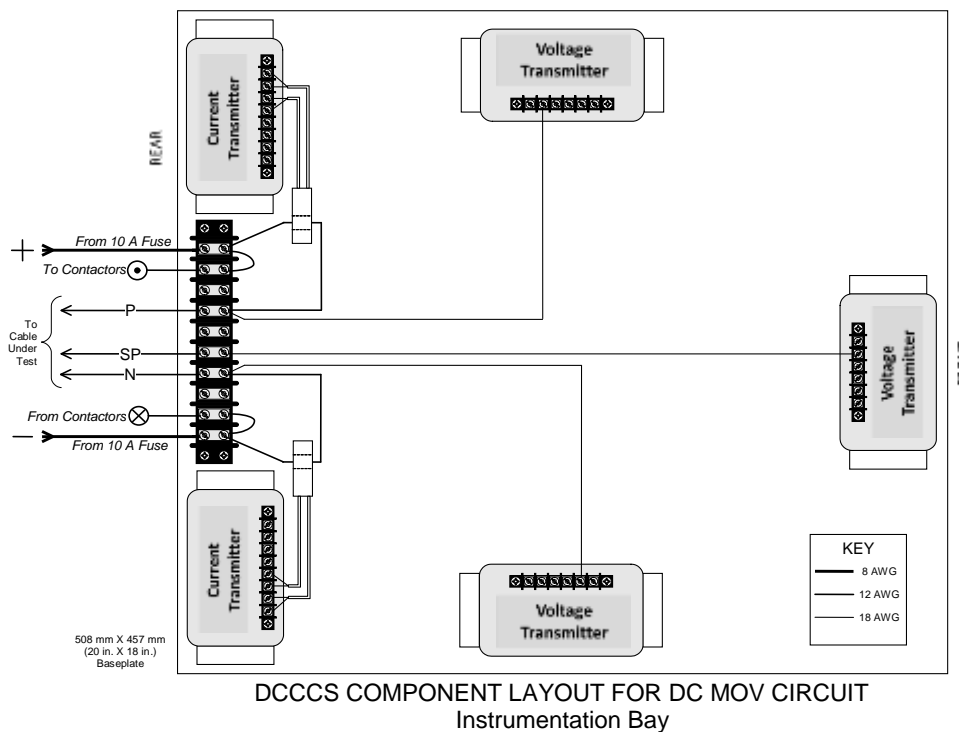 Voltage
Transmitter
Current
Transmitter
REAR
+
From 10 A Fuse
To Contactors
P
To
Cable
Under
Test
SP
N
From Contactors
−
From 10 A Fuse
Voltage
Transmitter
Current
Transmitter
Voltage
Transmitter
KEY
8 AWG
12 AWG
18 AWG
508 mm X 457 mm
(20 in. X 18 in.)
Baseplate
DCCCS COMPONENT LAYOUT FOR DC MOV CIRCUIT
Instrumentation Bay